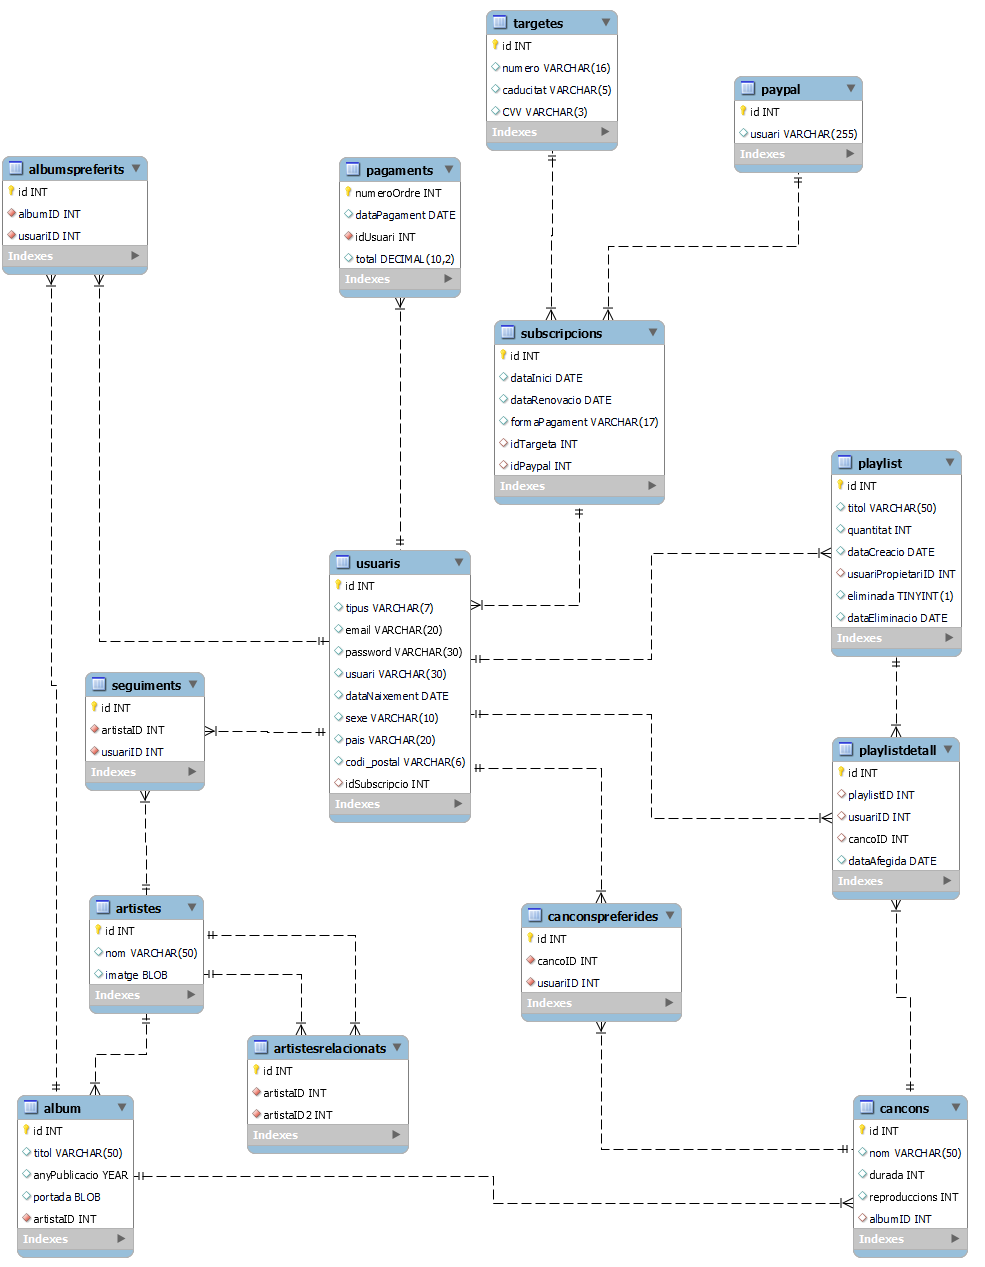 targetes
id INT
numero VARCHAR(16)
caducitat VARCHAR(5)
CVV VARCHAR(3)
Indexes
paypal
id INT
usuari VARCHAR(255)
Indexes
albumspreferits
id INT
albumID INT
usuariID INT
Indexes
pagaments
numeroOrdre INT
dataPagament DATE
idUsuari INT
total DECIMAL(10,2)
Indexes
subscripcions
id INT
dataInici DATE
dataRenovacio DATE
formaPagament VARCHAR(17)
idTargeta INT
idPaypal INT
Indexes
playlist
id INT
titol VARCHAR(50)
quantitat INT
dataCreacio DATE
usuariPropietariID INT
eliminada TINYINT(1)
dataEliminacio DATE
Indexes
usuaris
id INT
tipus VARCHAR(7)
email VARCHAR(20)
password VARCHAR(30)
usuari VARCHAR(30)
dataNaixement DATE
sexe VARCHAR(10)
pais VARCHAR(20)
codi_postal VARCHAR(6)
idSubscripcio INT
Indexes
seguiments
id INT
artistaID INT
usuariID INT
Indexes
playlistdetall
id INT
playlistID INT
usuariID INT
cancoID INT
dataAfegida DATE
Indexes
artistes
id INT
nom VARCHAR(50)
imatge BLOB
Indexes
canconspreferides
id INT
cancoID INT
usuariID INT
Indexes
artistesrelacionats
id INT
artistaID INT
artistaID2 INT
Indexes
album
id INT
titol VARCHAR(50)
anyPublicacio YEAR
portada BLOB
artistaID INT
Indexes
cancons
id INT
nom VARCHAR(50)
durada INT
reproduccions INT
albumID INT
Indexes